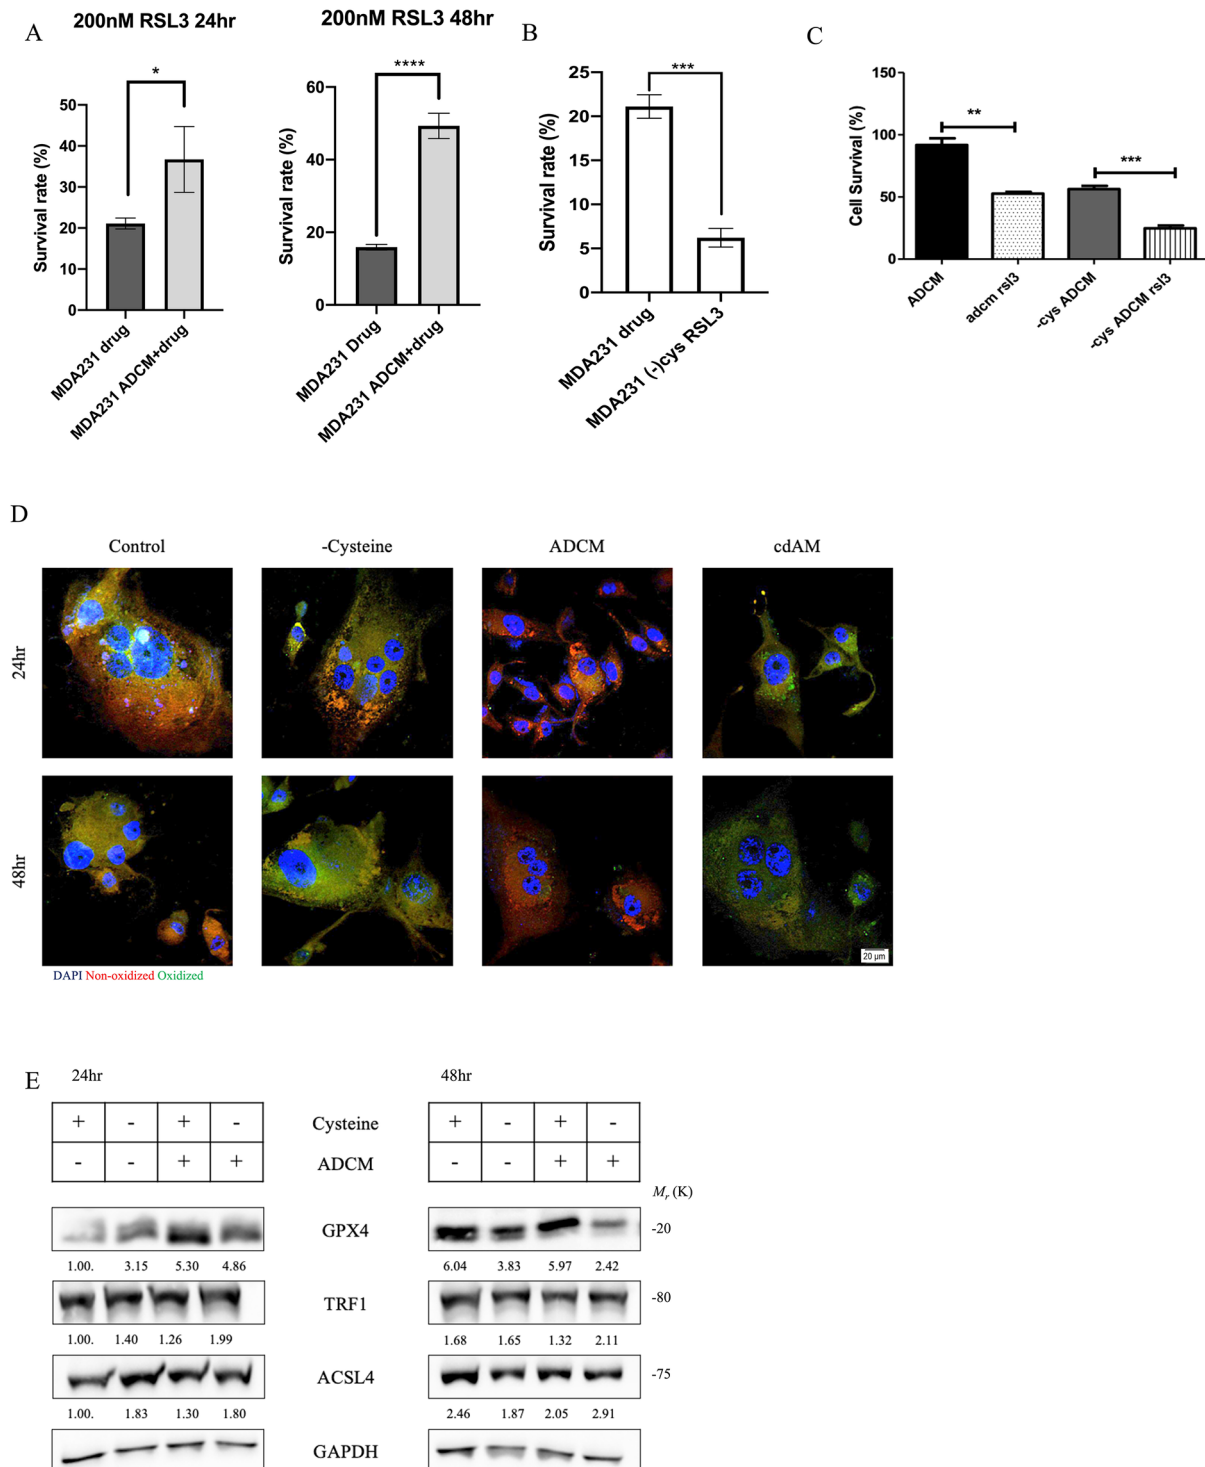 A
200nM RSL3 24hr
*
50
40
30
20
10
0
Survival rate (%)
MDA231 drug
MDA231 ADCM+drug
200nM RSL3 48hr
****
60
40
20
0
Survival rate (%)
MDA231 Drug
MDA231 ADCM+drug
B
***
25
20
15
10
5
0
Survival rate (%)
MDA231 drug
MDA231 (-)cys RSL3
C
150
100
50
0
Cell Survival (%)
**
***
ADCM
adcm rsl3
-cys ADCM
-cys ADCM rsl3
D
Control -Cysteine ADCM cdAM
24hr
48hr
20 µm
DAPI Non-oxidized Oxidized
E
24hr 48hr
+ - + - Cysteine + - + -
- - + + ADCM - - + +
Mr (K)
GPX4 -20
1.00. 3.15 5.30 4.86 6.04 3.83 5.97 2.42
TRF1 -80
1.00. 1.40 1.26 1.99 1.68 1.65 1.32 2.11
ACSL4 -75
1.00. 1.83 1.30 1.80 2.46 1.87 2.05 2.91
GAPDH